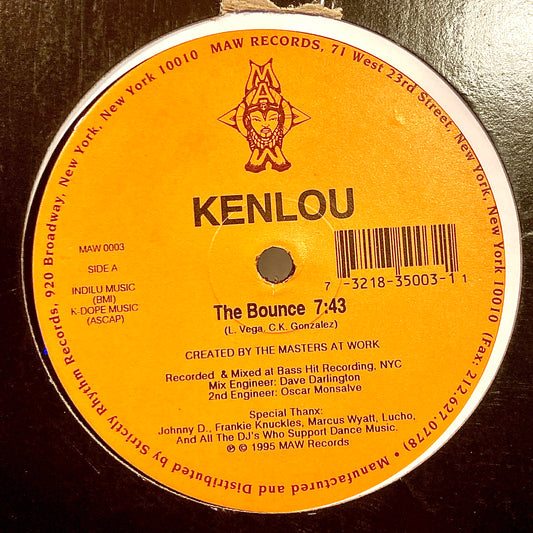 MAW RECORDS, 71 West 23rd Street, New York, New York 10010 (Fax: 212.627.0778) • Manufactured and Distributed by Strictly Rhythm Records, 920 Broadway, New York, New York 10010
MAW
KENLOU
MAW 0003
SIDE A
INDILU MUSIC
(BMI)
K-DOPE MUSIC
(ASCAP)
7 -3218-35003-1 1
The Bounce 7:43
(L. Vega, C.K. Gonzalez)
CREATED BY THE MASTERS AT WORK
Recorded & Mixed at Bass Hit Recording, NYC
Mix Engineer: Dave Darlington
2nd Engineer: Oscar Monsalve
Special Thanx:
Johnny D., Frankie Knuckles, Marcus Wyatt, Lucho,
And All The DJ's Who Support Dance Music.
℗ © 1995 MAW Records